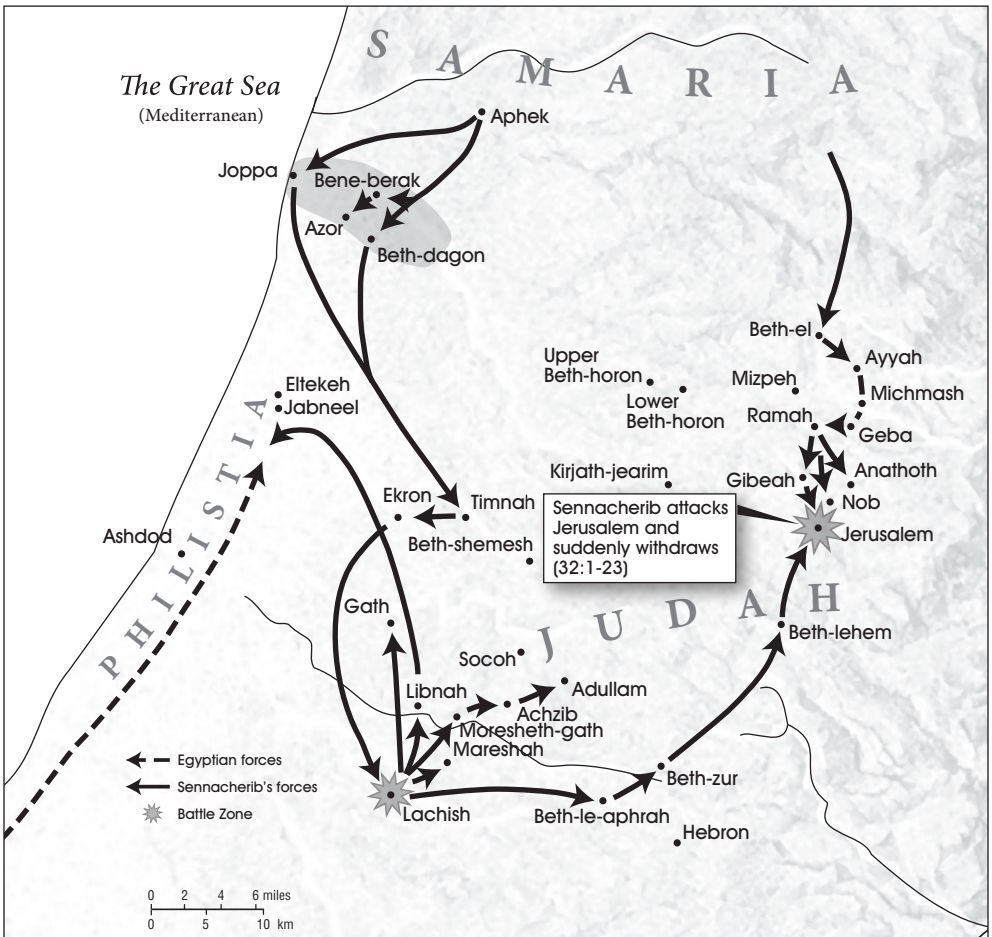 SAMARIA
The Great Sea
(Mediterranean)
Aphek
Joppa
Bene-berak
Azor
Beth-dagon
Beth-el
Ayyah
Upper
Beth-horon
Mizpeh
Michmash
Lower
Beth-horon
Ramah
Geba
Eltekeh
Jabneel
PHILISTIA
Kirjath-jearim
Gibeah
Anathoth
Nob
Ekron
Timnah
Sennacherib attacks
Jerusalem and
suddenly withdraws
(32:1-23)
Jerusalem
Ashdod
Beth-shemesh
JUDAH
Gath
Beth-lehem
Socoh
Libnah
Adullam
Achzib
Moresheth-gath
Mareshah
Egyptian forces
Sennacherib's forces
Battle Zone
Lachish
Beth-zur
Beth-le-aphrah
Hebron
0 2 4 6 miles
0 5 10 km